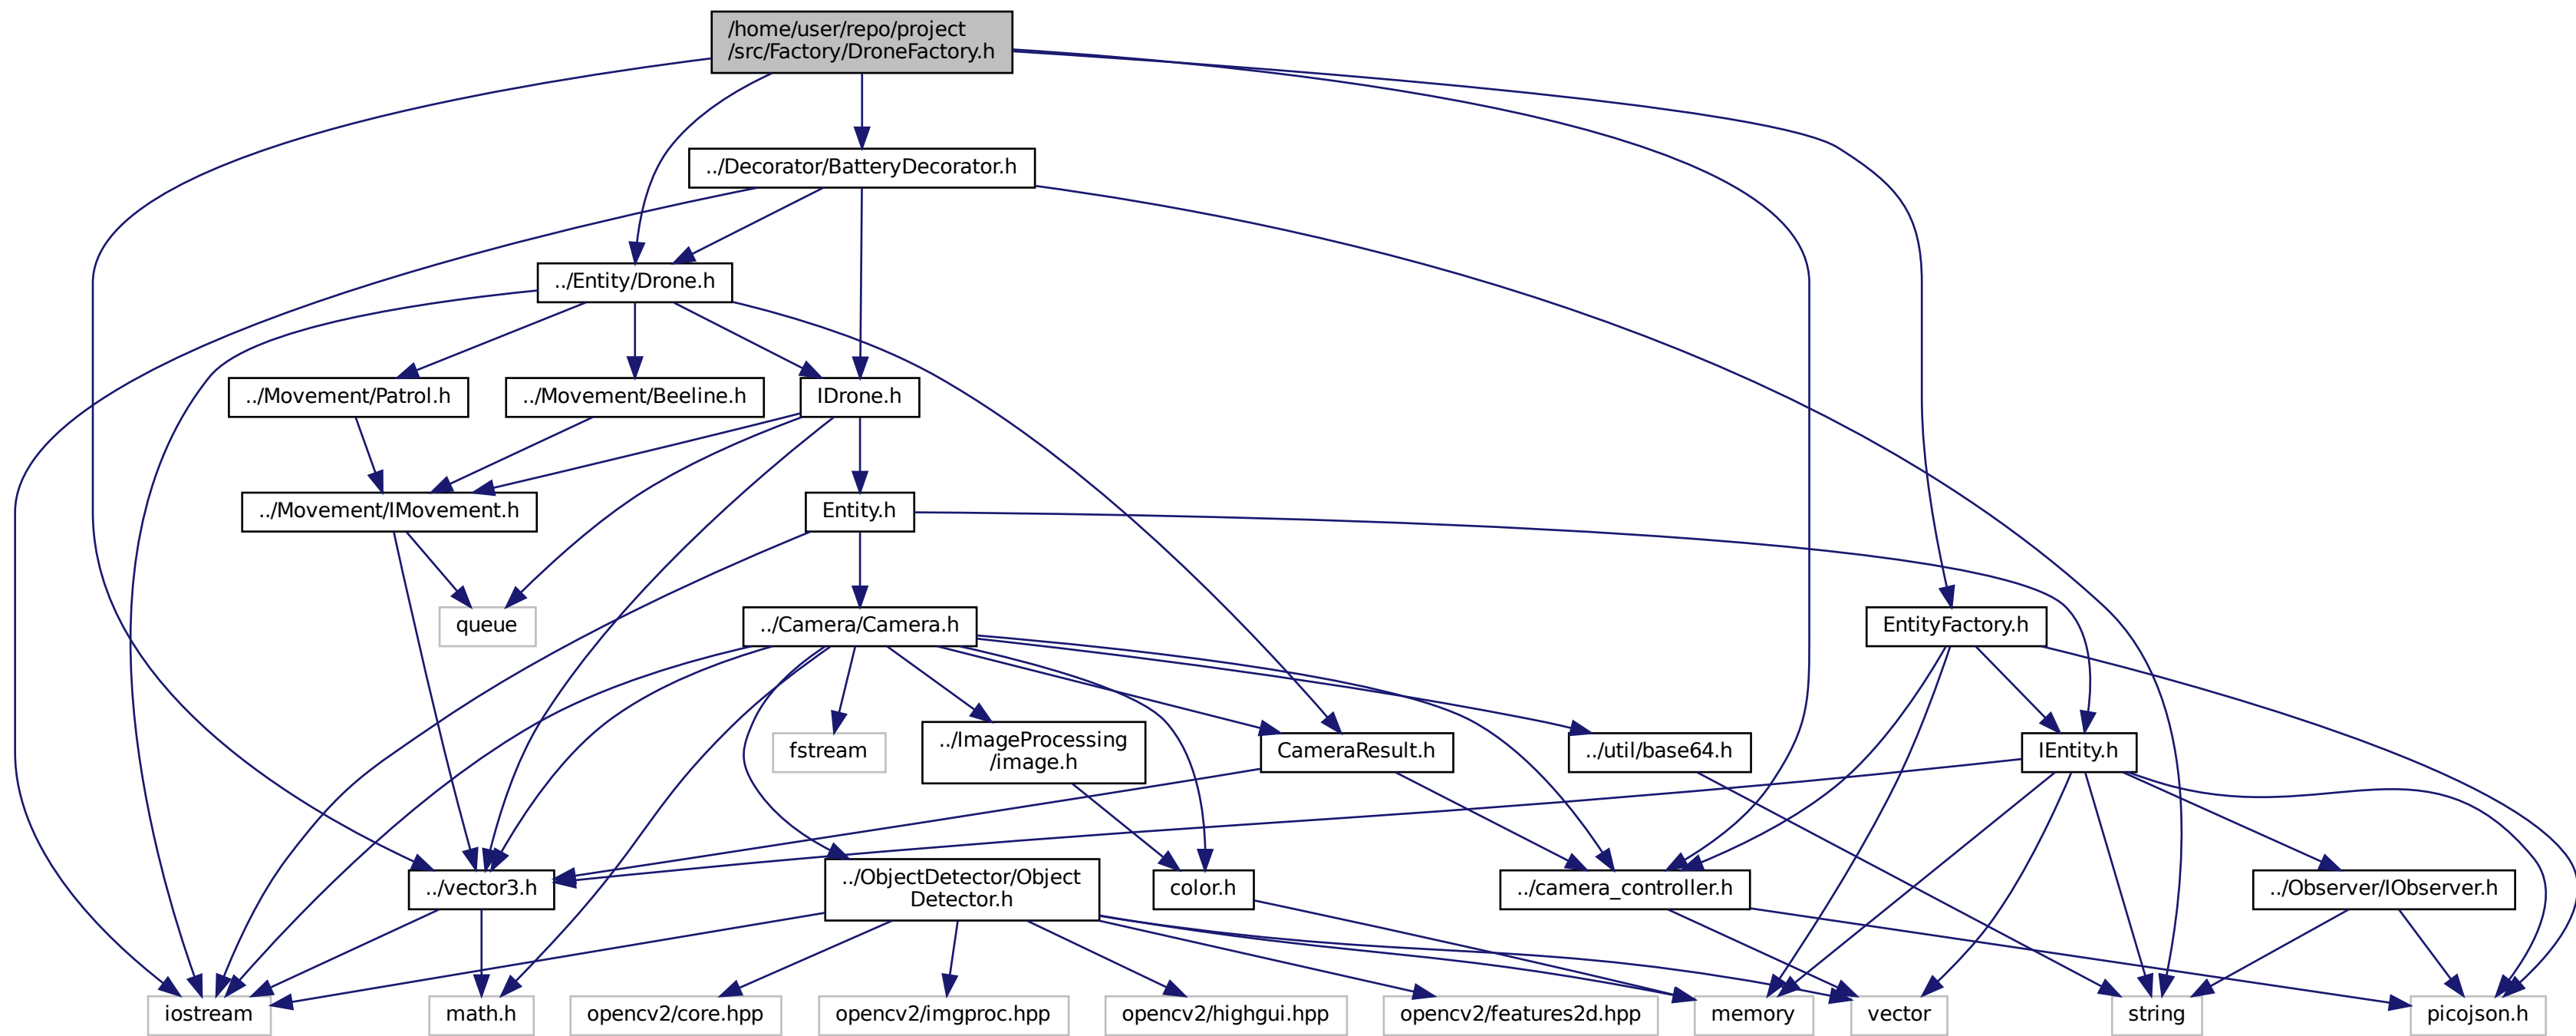 /home/user/repo/project
/src/Factory/DroneFactory.h
../Decorator/BatteryDecorator.h
../Entity/Drone.h
../Movement/Patrol.h
../Movement/Beeline.h
IDrone.h
../Movement/IMovement.h
Entity.h
queue
../Camera/Camera.h
EntityFactory.h
fstream
../ImageProcessing
/image.h
CameraResult.h
../util/base64.h
IEntity.h
../vector3.h
../ObjectDetector/Object
Detector.h
color.h
../camera_controller.h
../Observer/IObserver.h
iostream
math.h
opencv2/core.hpp
opencv2/imgproc.hpp
opencv2/highgui.hpp
opencv2/features2d.hpp
memory
vector
string
picojson.h